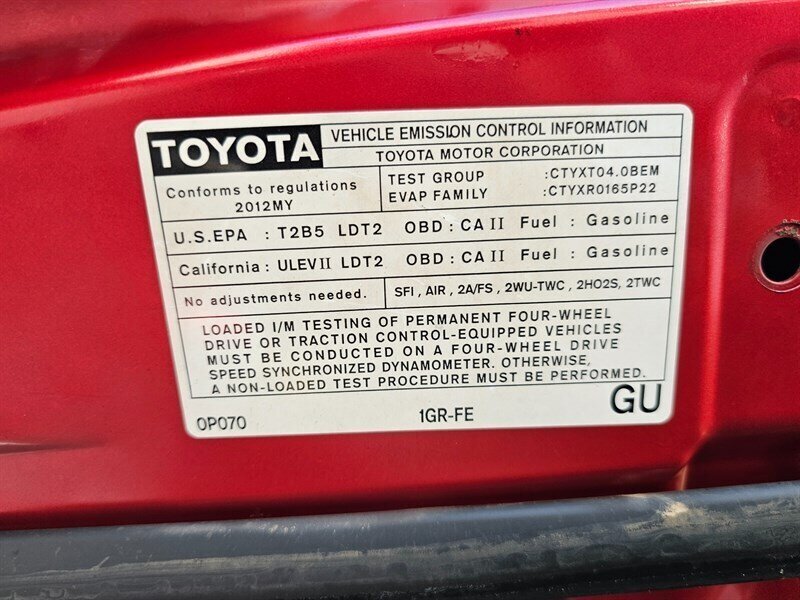 TOYOTA
VEHICLE EMISSION CONTROL INFORMATION
TOYOTA MOTOR CORPORATION
Conforms to regulations
2012MY
TEST GROUP :CTYXT04.0BEM
EVAP FAMILY :CTYXR0165P22
U.S.EPA : T2B5 LDT2 OBD : CA II Fuel : Gasoline
California : ULEV II LDT2 OBD : CA II Fuel : Gasoline
No adjustments needed.
SFI , AIR , 2A/FS , 2WU-TWC , 2HO2S, 2TWC
LOADED I/M TESTING OF PERMANENT FOUR-WHEEL
DRIVE OR TRACTION CONTROL-EQUIPPED VEHICLES
MUST BE CONDUCTED ON A FOUR-WHEEL DRIVE
SPEED SYNCHRONIZED DYNAMOMETER. OTHERWISE,
A NON-LOADED TEST PROCEDURE MUST BE PERFORMED.
0P070 1GR-FE GU